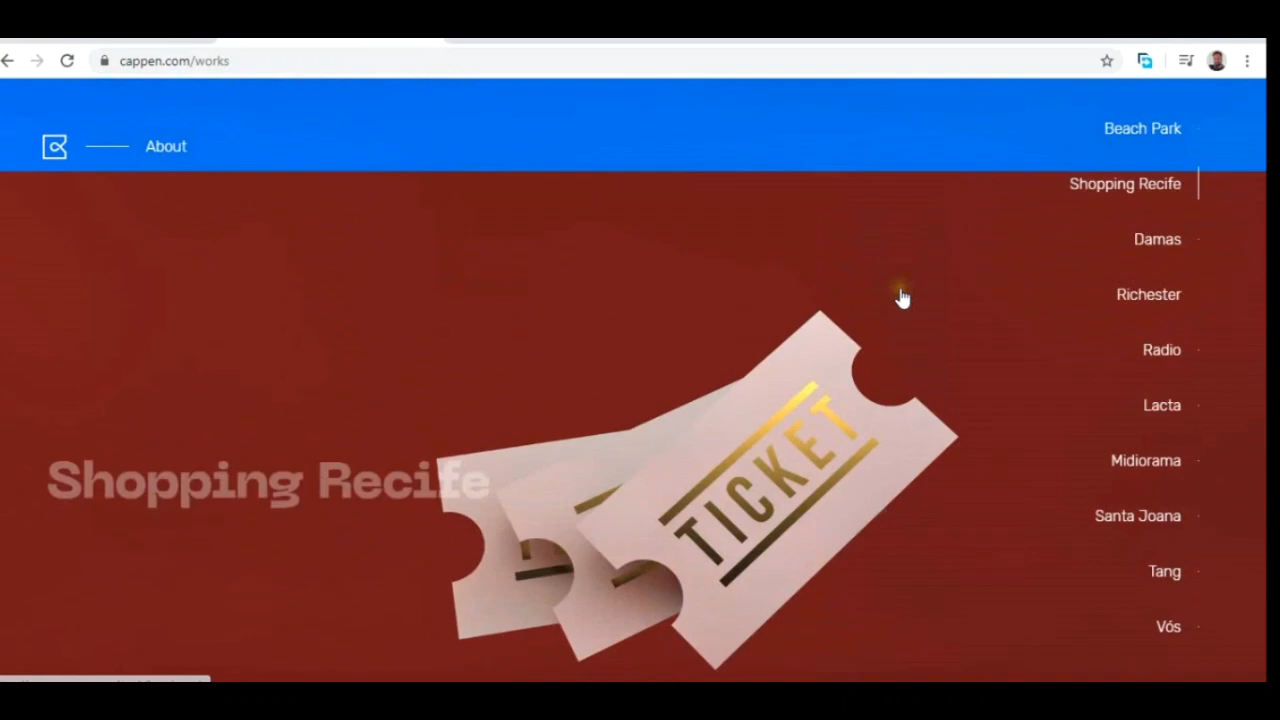 cappen.com/works
About
Beach Park
Shopping Recife
Damas
Richester
Radio
Lacta
Midiorama
Santa Joana
Tang
Vós
Shopping Recife
TICKET